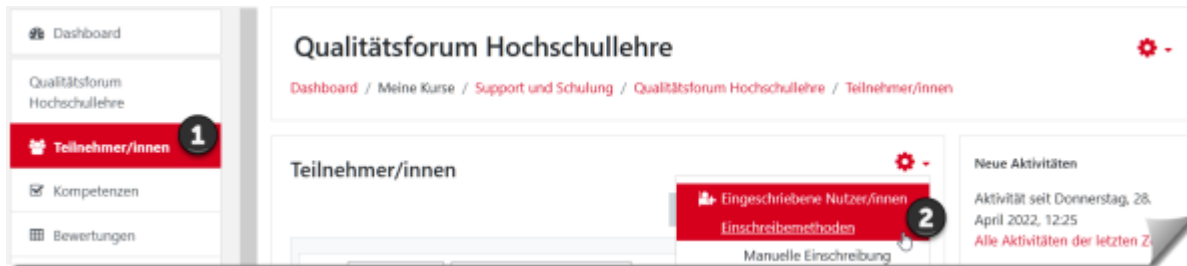 Dashboard
Qualitätsforum
Hochschullehre
Teilnehmer/innen
1
Kompetenzen
Bewertungen
Qualitätsforum Hochschullehre
Dashboard / Meine Kurse / Support und Schulung / Qualitätsforum Hochschullehre / Teilnehmer/innen
Teilnehmer/innen
Eingeschriebene Nutzer/innen
Einschreibemethoden
2
Manuelle Einschreibung
Neue Aktivitäten
Aktivität seit Donnerstag, 28.
April 2022, 12:25
Alle Aktivitäten der letzten